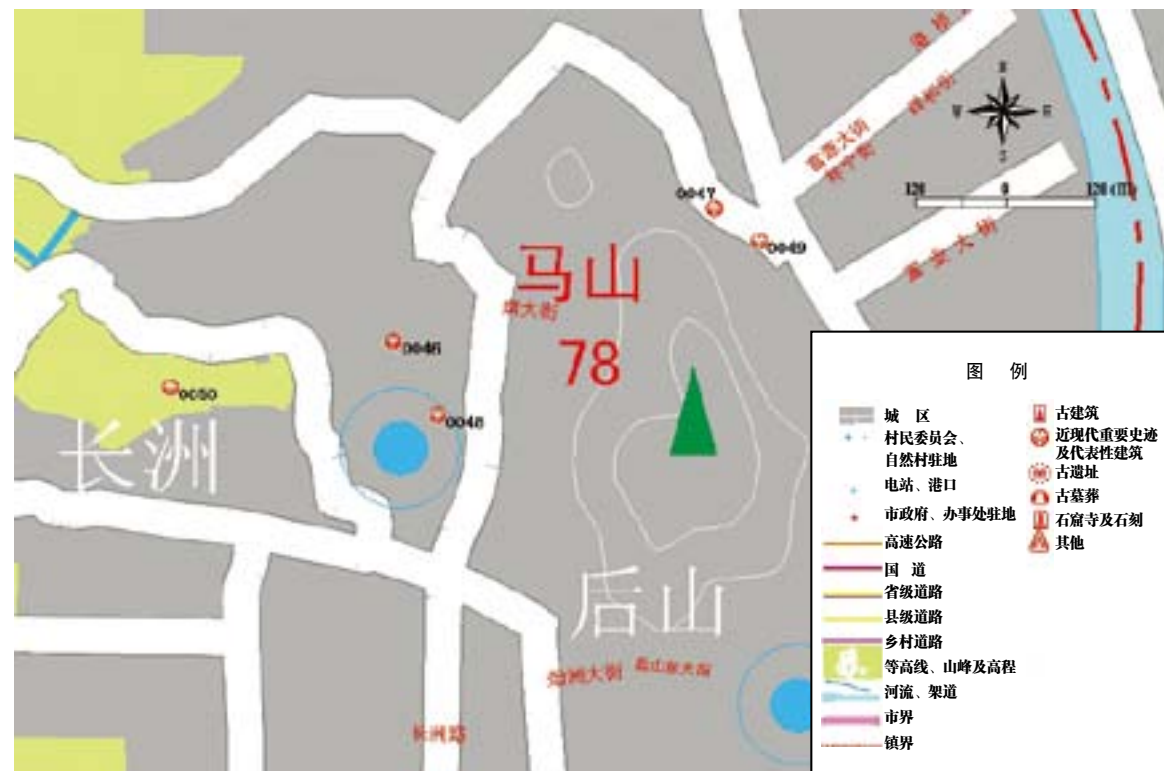 N
W
S
120 0 120(m)
0047
0049
马山
78
0046
0048
0050
长洲
后山
长洲路
图 例
城 区
村民委员会、
自然村驻地
电站、港口
市政府、办事处驻地
高速公路
国 道
省级道路
县级道路
乡村道路
等高线、山峰及高程
河流、渠道
市界
镇界
古建筑
近现代重要史迹
及代表性建筑
古遗址
古墓葬
石窟寺及石刻
其他